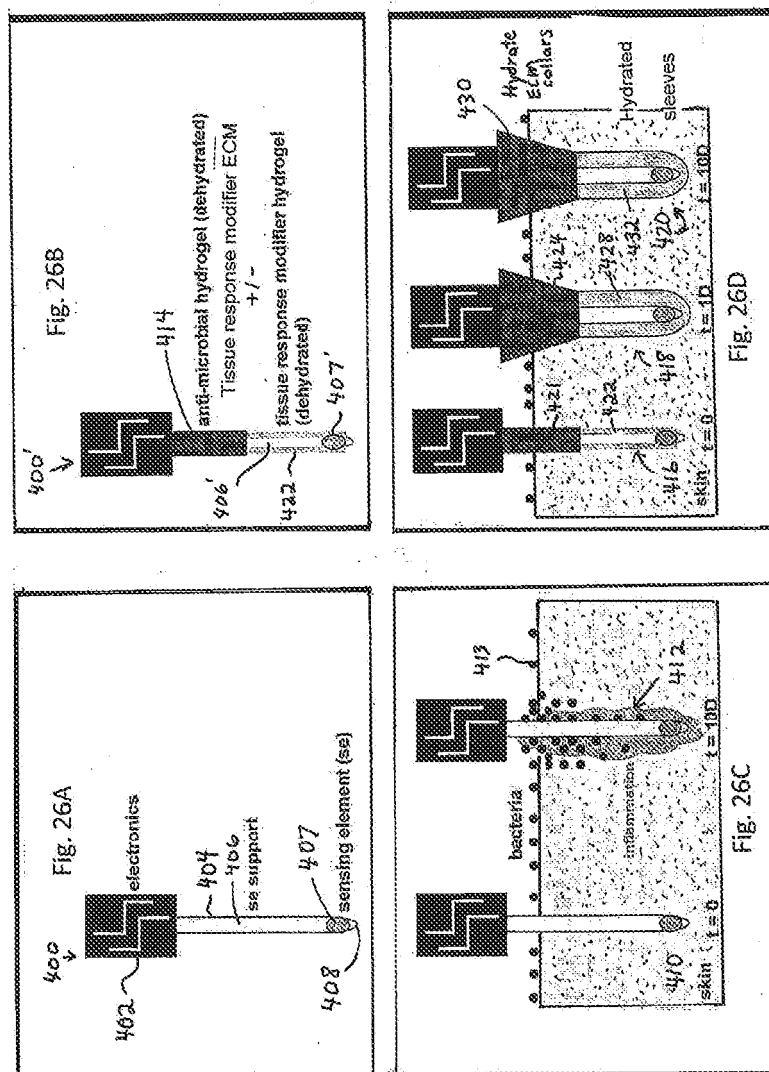 Fig. 26A
400
402
electronics
404
406
se support
407
sensing element (se)
408
Fig. 26B
400'
414
anti-microbial hydrogel (dehydrated)
Tissue response modifier ECM
+/-
406'
422
tissue response modifier hydrogel
(dehydrated)
407'
Fig. 26C
bacteria
413
inflammation
412
410
skin
t = 0
t = 10D
Fig. 26D
Hydrate
ECM
collars
430
424
421
422
428
432
Hydrated
sleeves
416
418
420
skin
t = 0
t = 1D
t = 10D